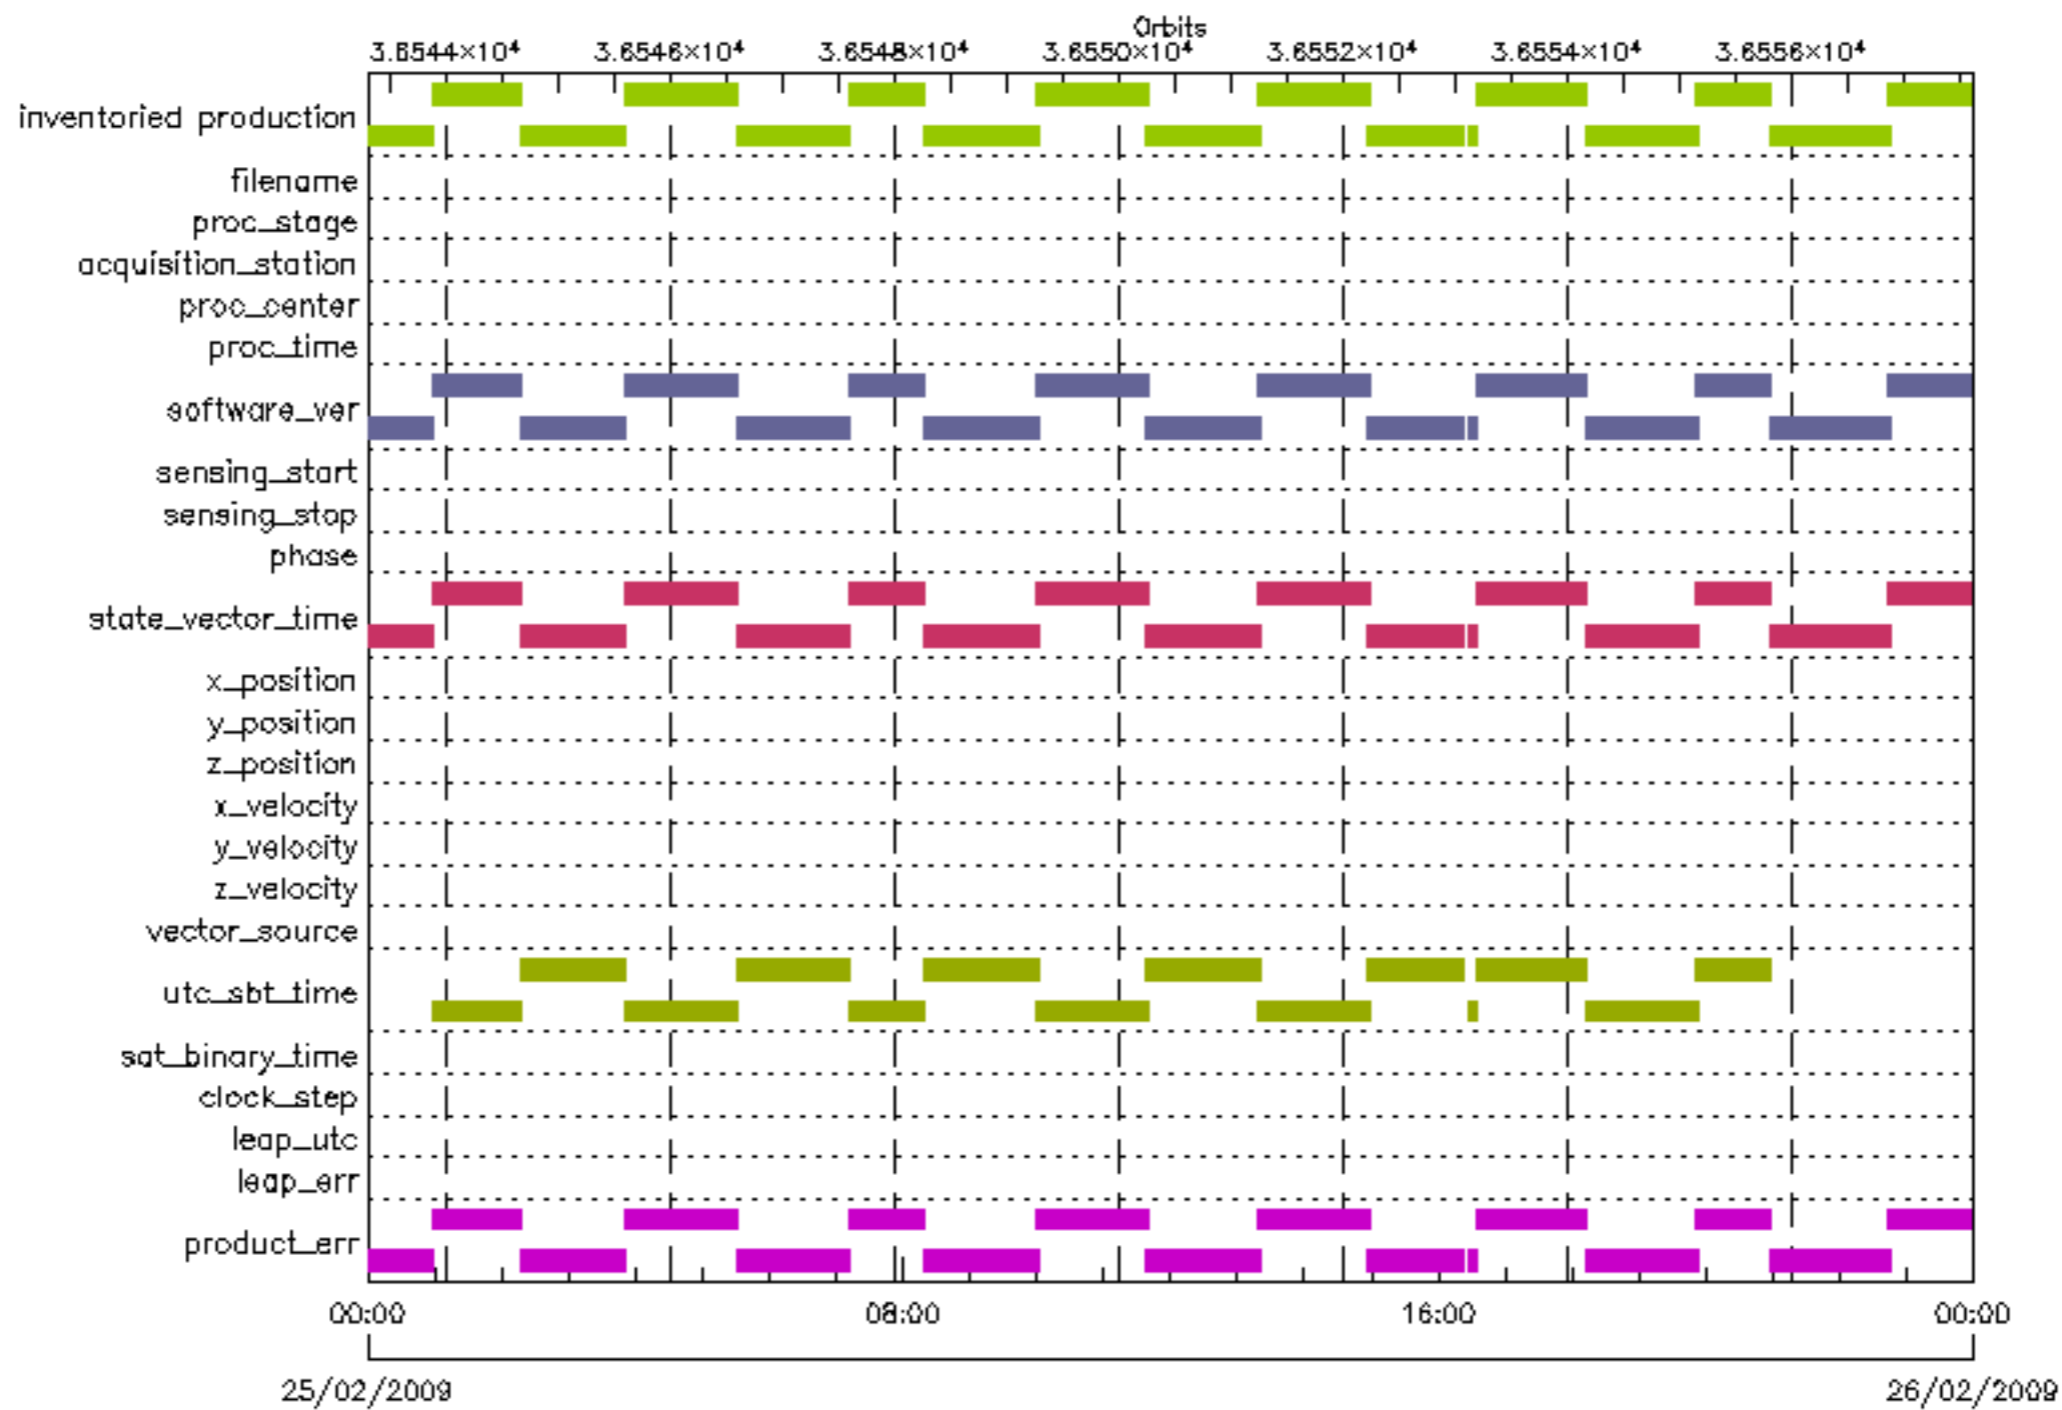 Orbits
3.6544×10⁴ 3.6546×10⁴ 3.6548×10⁴ 3.6550×10⁴ 3.6552×10⁴ 3.6554×10⁴ 3.6556×10⁴
inventoried production
filename
proc_stage
acquisition_station
proc_center
proc_time
software_ver
sensing_start
sensing_stop
phase
state_vector_time
x_position
y_position
z_position
x_velocity
y_velocity
z_velocity
vector_source
utc_sbt_time
sat_binary_time
clock_step
leap_utc
leap_err
product_err
00:00 08:00 16:00 00:00
25/02/2009 26/02/2009